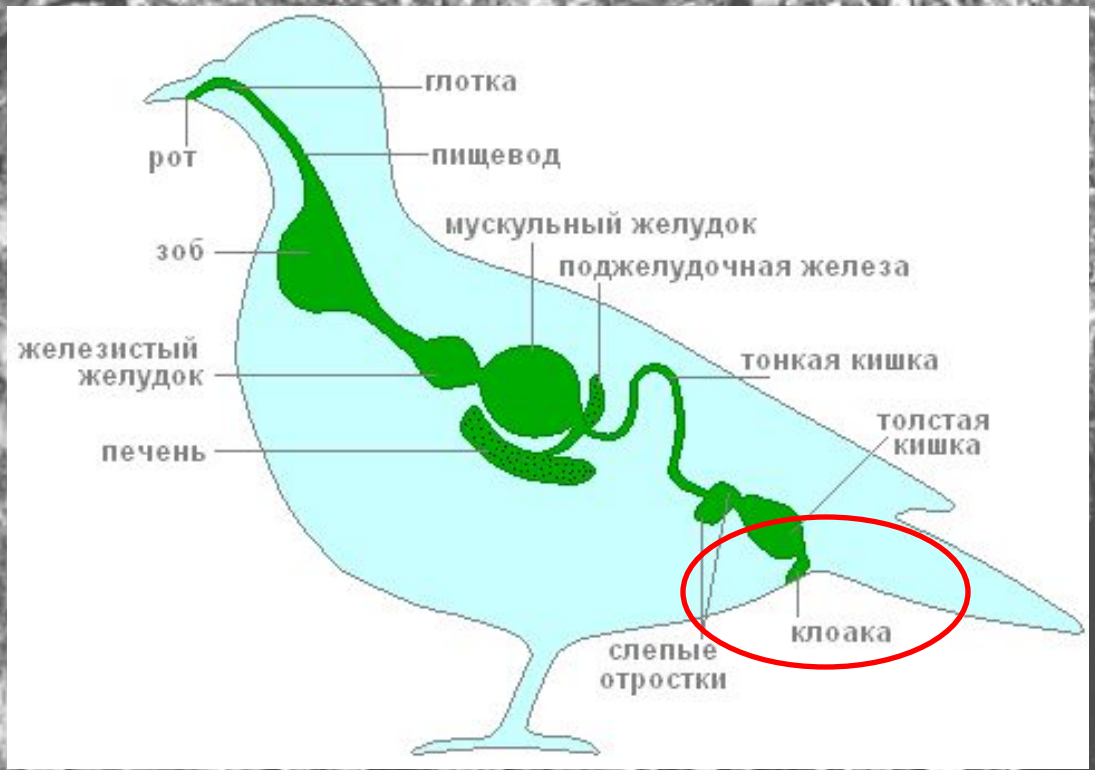 глотка
рот
пищевод
мускульный желудок
зоб
поджелудочная железа
железистый
желудок
тонкая кишка
толстая
кишка
печень
клоака
слепые
отростки